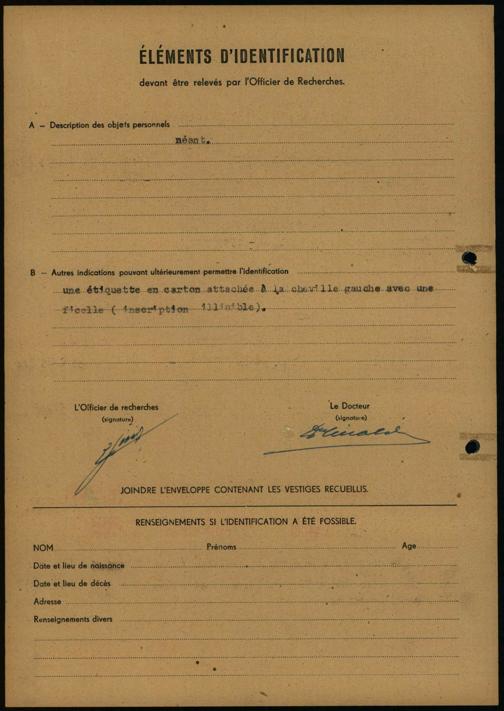 ÉLÉMENTS D'IDENTIFICATION
devant être relevés par l'Officier de Recherches.
A — Description des objets personnels
néant.
B — Autres indications pouvant ultérieurement permettre l'identification
une étiquette en carton attachée à la cheville gauche avec une
ficelle ( inscription illisible).
L'Officier de recherches
(signature)
Le Docteur
(signature)
JOINDRE L'ENVELOPPE CONTENANT LES VESTIGES RECUEILLIS.
RENSEIGNEMENTS SI L'IDENTIFICATION A ÉTÉ POSSIBLE.
NOM Prénoms Age
Date et lieu de naissance
Date et lieu de décès
Adresse
Renseignements divers